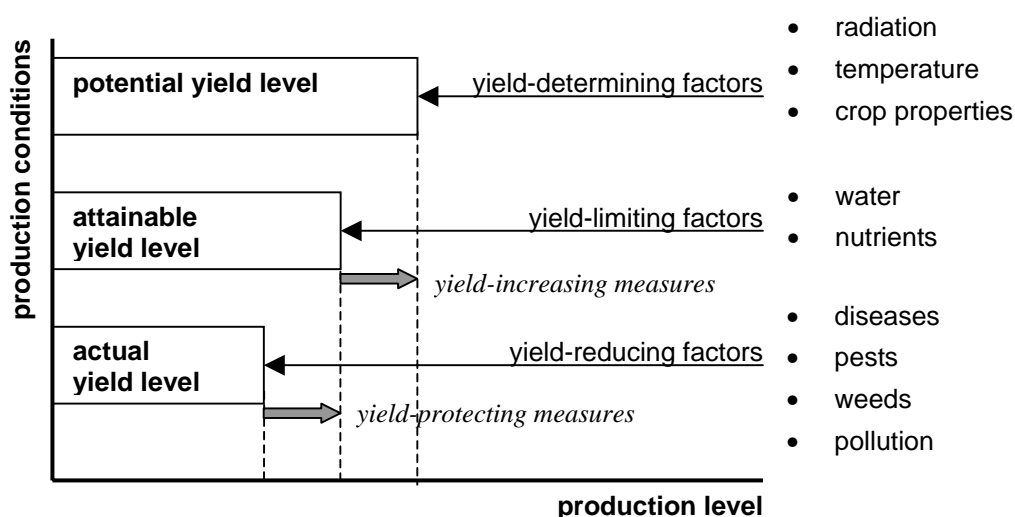 production conditions
potential yield level
yield-determining factors
• radiation
• temperature
• crop properties
attainable
yield level
yield-limiting factors
• water
• nutrients
yield-increasing measures
actual
yield level
yield-reducing factors
• diseases
• pests
• weeds
• pollution
yield-protecting measures
production level